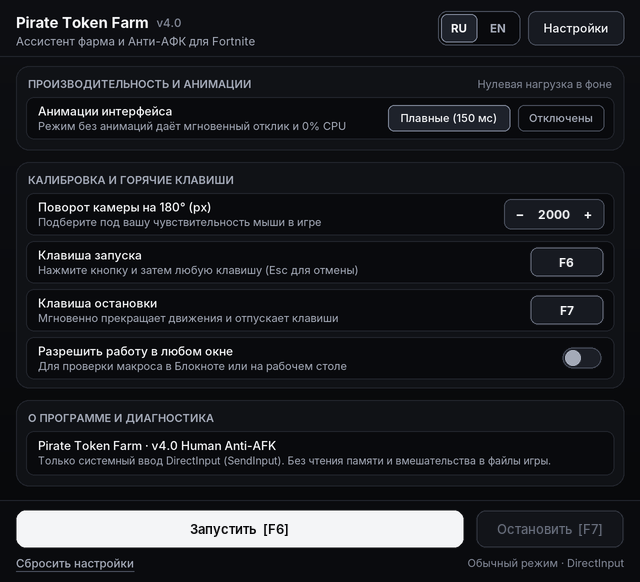 Pirate Token Farm v4.0
Ассистент фарма и Анти-АФК для Fortnite
RU EN
Настройки
ПРОИЗВОДИТЕЛЬНОСТЬ И АНИМАЦИИ
Нулевая нагрузка в фоне
Анимации интерфейса
Режим без анимаций даёт мгновенный отклик и 0% CPU
Плавные (150 мс)
Отключены
КАЛИБРОВКА И ГОРЯЧИЕ КЛАВИШИ
Поворот камеры на 180° (px)
Подберите под вашу чувствительность мыши в игре
− 2000 +
Клавиша запуска
Нажмите кнопку и затем любую клавишу (Esc для отмены)
F6
Клавиша остановки
Мгновенно прекращает движения и отпускает клавиши
F7
Разрешить работу в любом окне
Для проверки макроса в Блокноте или на рабочем столе
О ПРОГРАММЕ И ДИАГНОСТИКА
Pirate Token Farm · v4.0 Human Anti-AFK
Только системный ввод DirectInput (SendInput). Без чтения памяти и вмешательства в файлы игры.
Запустить [F6]
Остановить [F7]
Сбросить настройки
Обычный режим · DirectInput